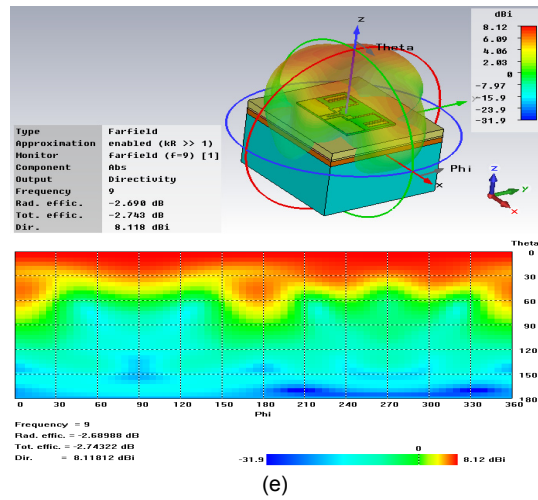 dBi
8.12
6.09
4.06
2.03
0
-7.97
-15.9
-23.9
-31.9
z
Theta
y
Phi
x
Type Farfield
Approximation enabled (kR >> 1)
Monitor farfield (f=9) [1]
Component Abs
Output Directivity
Frequency 9
Rad. effic. -2.690 dB
Tot. effic. -2.743 dB
Dir. 8.118 dBi
z
y
x
Theta
0
30
60
90
120
150
180
0 30 60 90 120 150 180 210 240 270 300 330 360
Phi
Frequency = 9
Rad. effic. = -2.68988 dB
Tot. effic. = -2.74322 dB
Dir. = 8.11812 dBi
0
-31.9 8.12 dBi
(e)